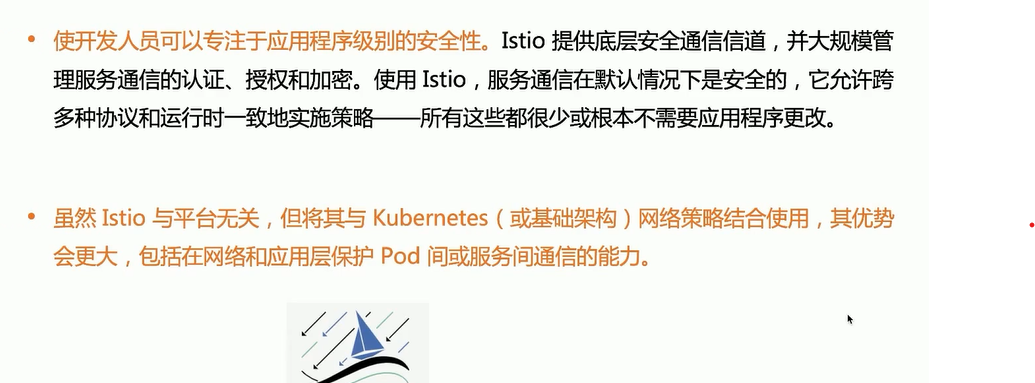 • 使开发人员可以专注于应用程序级别的安全性。Istio 提供底层安全通信信道，并大规模管
理服务通信的认证、授权和加密。使用 Istio，服务通信在默认情况下是安全的，它允许跨
多种协议和运行时一致地实施策略——所有这些都很少或根本不需要应用程序更改。
• 虽然 Istio 与平台无关，但将其与 Kubernetes（或基础架构）网络策略结合使用，其优势
会更大，包括在网络和应用层保护 Pod 间或服务间通信的能力。